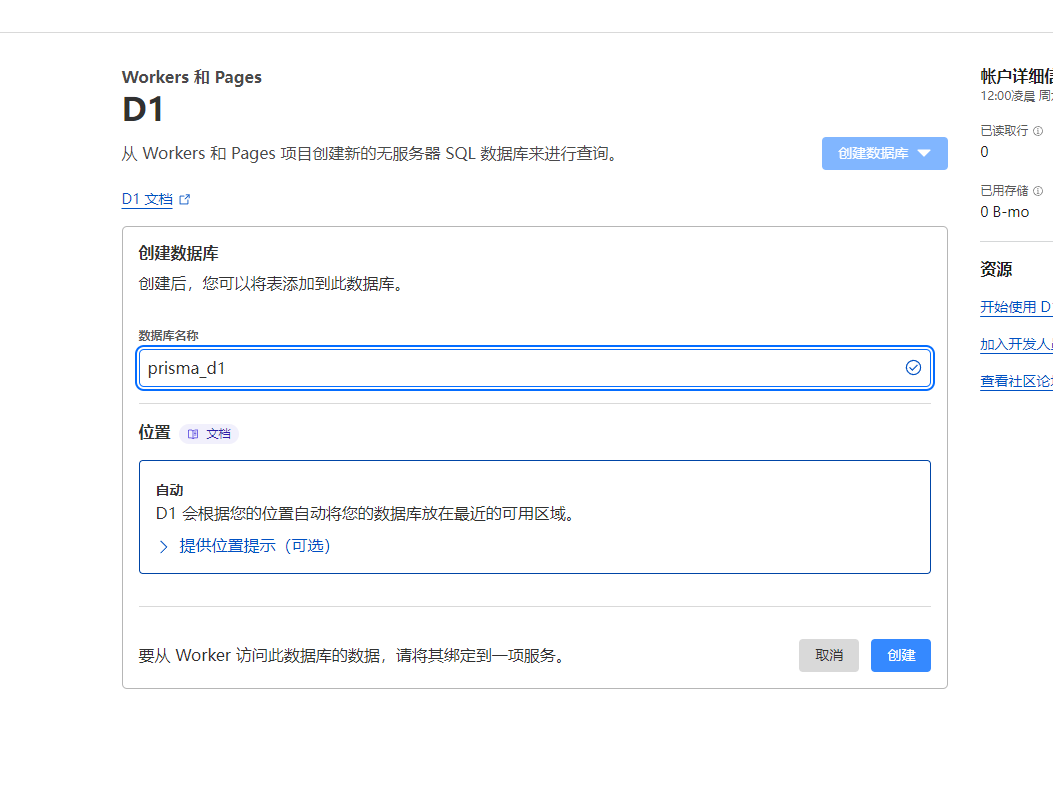 Workers 和 Pages
D1
从 Workers 和 Pages 项目创建新的无服务器 SQL 数据库来进行查询。
创建数据库
D1 文档
创建数据库
创建后，您可以将表添加到此数据库。
数据库名称
prisma_d1
位置 文档
自动
D1 会根据您的位置自动将您的数据库放在最近的可用区域。
提供位置提示（可选）
要从 Worker 访问此数据库的数据，请将其绑定到一项服务。
取消 创建
帐户详细信
12:00凌晨 周
已读取行
0
已用存储
0 B-mo
资源
开始使用 D1
加入开发人
查看社区论